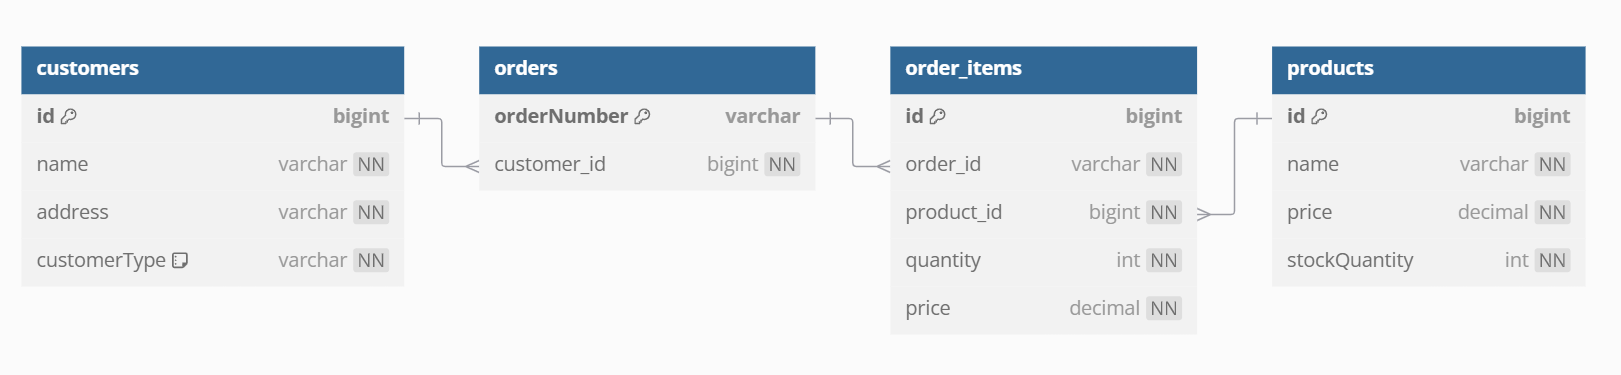 customers
id bigint
name varchar NN
address varchar NN
customerType varchar NN
orders
orderNumber varchar
customer_id bigint NN
order_items
id bigint
order_id varchar NN
product_id bigint NN
quantity int NN
price decimal NN
products
id bigint
name varchar NN
price decimal NN
stockQuantity int NN